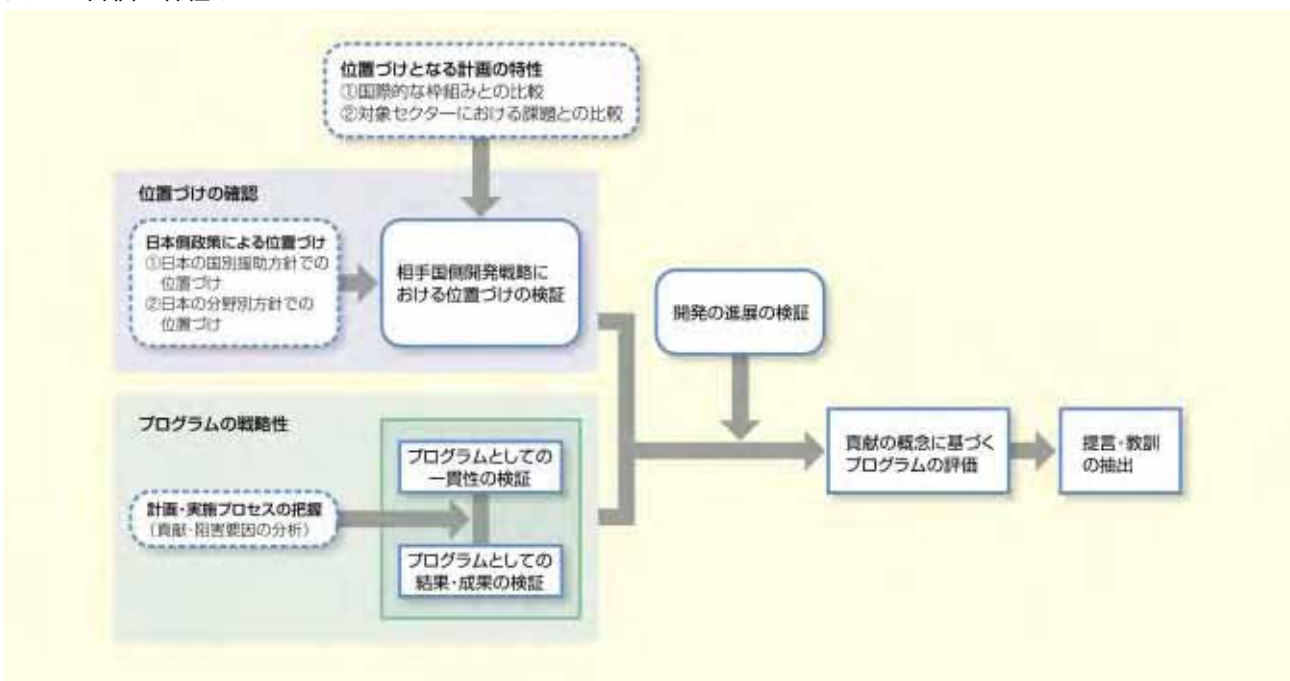 位置づけとなる計画の特性
①国際的な枠組みとの比較
②対象セクターにおける課題との比較
位置づけの確認
日本側政策による位置づけ
①日本の国別援助方針での
位置づけ
②日本の分野別方針での
位置づけ
相手国側開発戦略に
おける位置づけの検証
開発の進展の検証
プログラムの戦略性
プログラムとしての
一貫性の検証
計画・実施プロセスの把握
（貢献・阻害要因の分析）
プログラムとしての
結果・成果の検証
貢献の概念に基づく
プログラムの評価
提言・教訓
の抽出